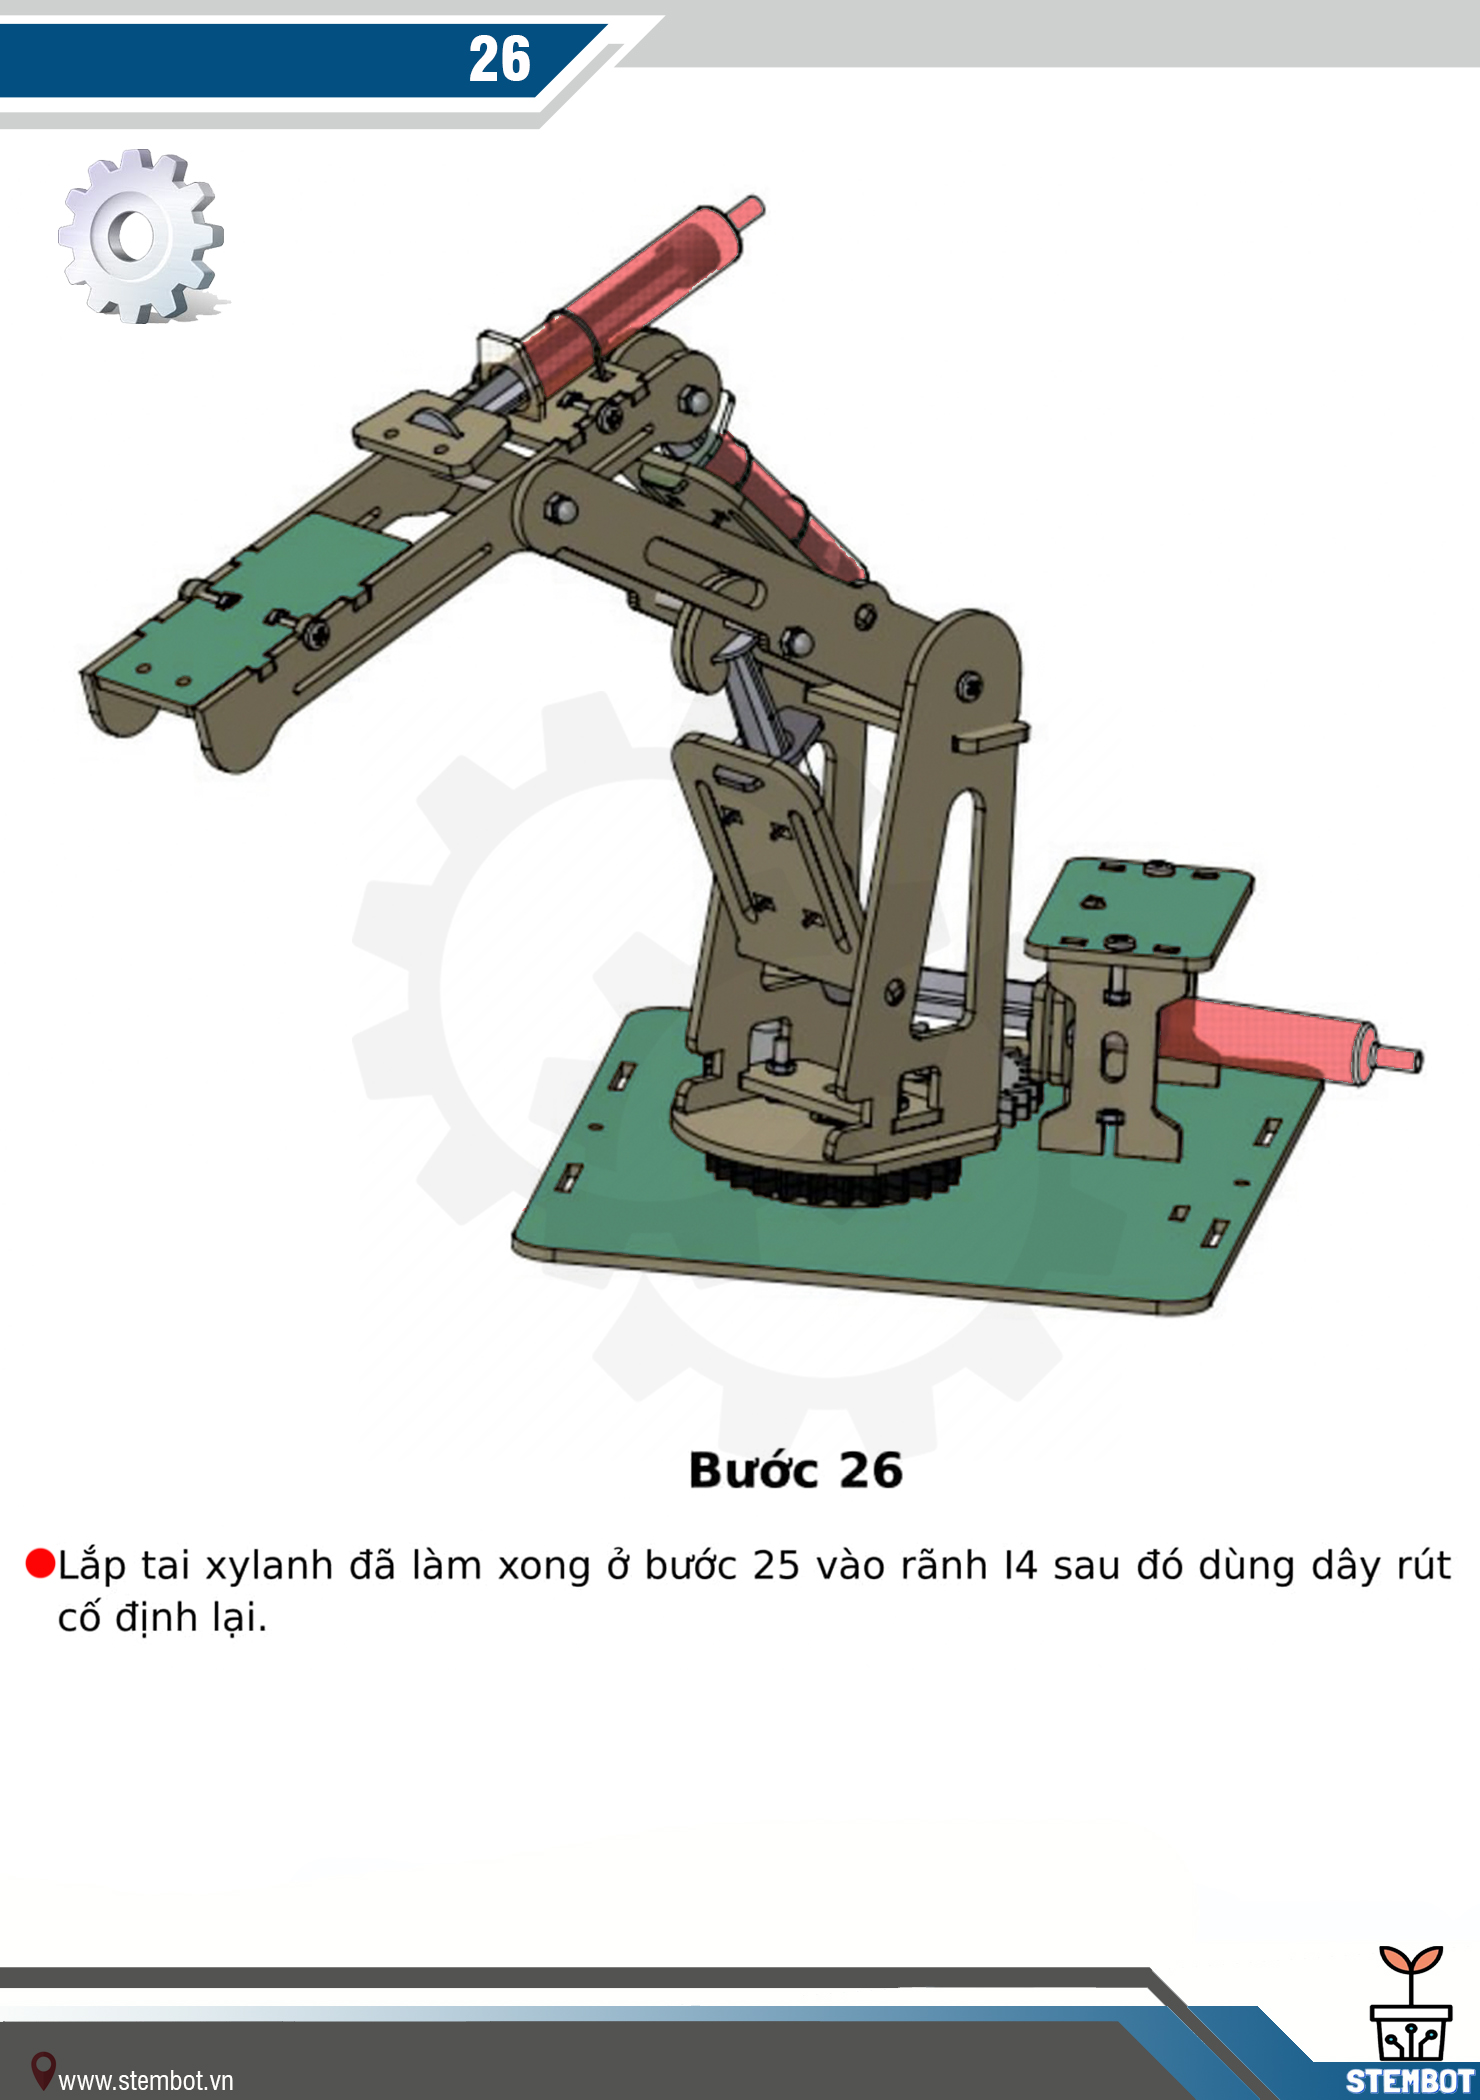 26
Bước 26
Lắp tai xylanh đã làm xong ở bước 25 vào rãnh I4 sau đó dùng dây rút
cố định lại.
www.stembot.vn
STEMBOT